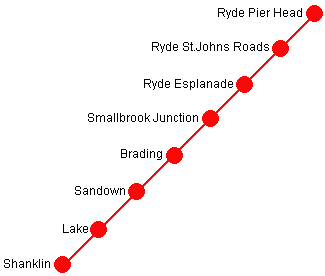 Ryde Pier Head
Ryde St.Johns Roads
Ryde Esplanade
Smallbrook Junction
Brading
Sandown
Lake
Shanklin